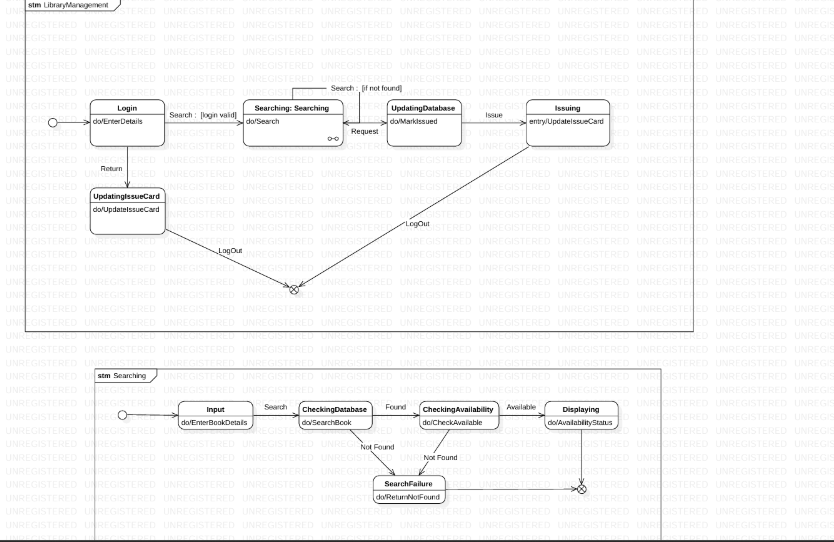 stm LibraryManagement
Search : [if not found]
Login
do/EnterDetails
Search : [login valid]
Searching: Searching
do/Search
Request
UpdatingDatabase
do/MarkIssued
Issue
Issuing
entry/UpdateIssueCard
Return
UpdatingIssueCard
do/UpdateIssueCard
LogOut
LogOut
stm Searching
Input
do/EnterBookDetails
Search
CheckingDatabase
do/SearchBook
Found
CheckingAvailability
do/CheckAvailable
Available
Displaying
do/AvailabilityStatus
Not Found
Not Found
SearchFailure
do/ReturnNotFound
UNREGISTERED